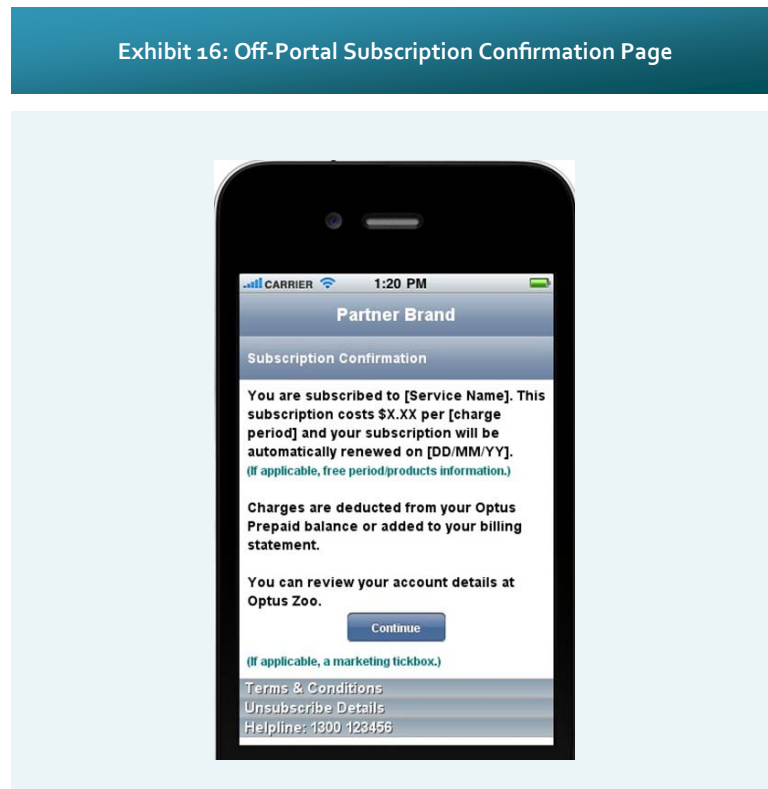 Exhibit 16: Off-Portal Subscription Confirmation Page
CARRIER 1:20 PM
Partner Brand
Subscription Confirmation
You are subscribed to [Service Name]. This
subscription costs $X.XX per [charge
period] and your subscription will be
automatically renewed on [DD/MM/YY].
(If applicable, free period/products information.)
Charges are deducted from your Optus
Prepaid balance or added to your billing
statement.
You can review your account details at
Optus Zoo.
Continue
(If applicable, a marketing tickbox.)
Terms & Conditions
Unsubscribe Details
Helpline: 1300 123456